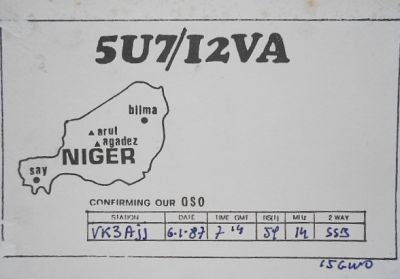 5U7/I2VA
bilma
arul
agadez
NIGER
say
CONFIRMING OUR QSO
STATION DATE TIME GMT RS(T) MHz 2 WAY
VK3Ajj 6-1-87 7 14 59 14 SSB